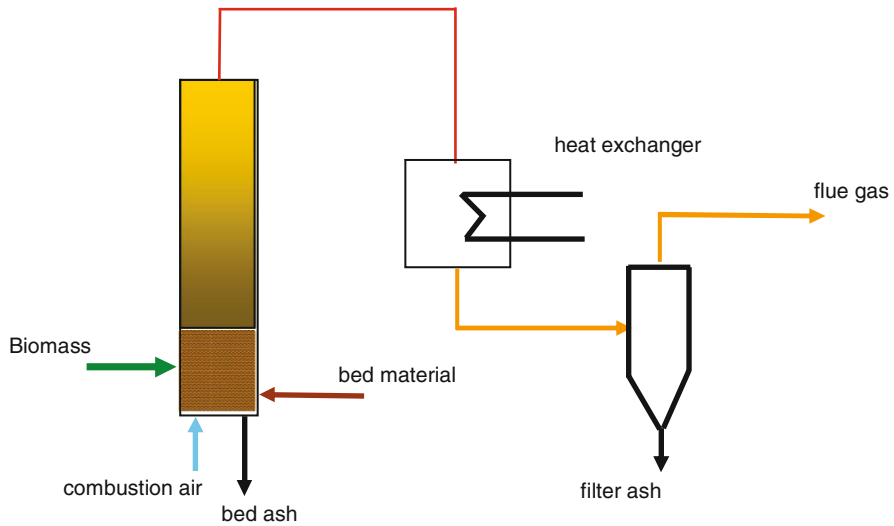 heat exchanger
flue gas
Biomass
bed material
combustion air
bed ash
filter ash